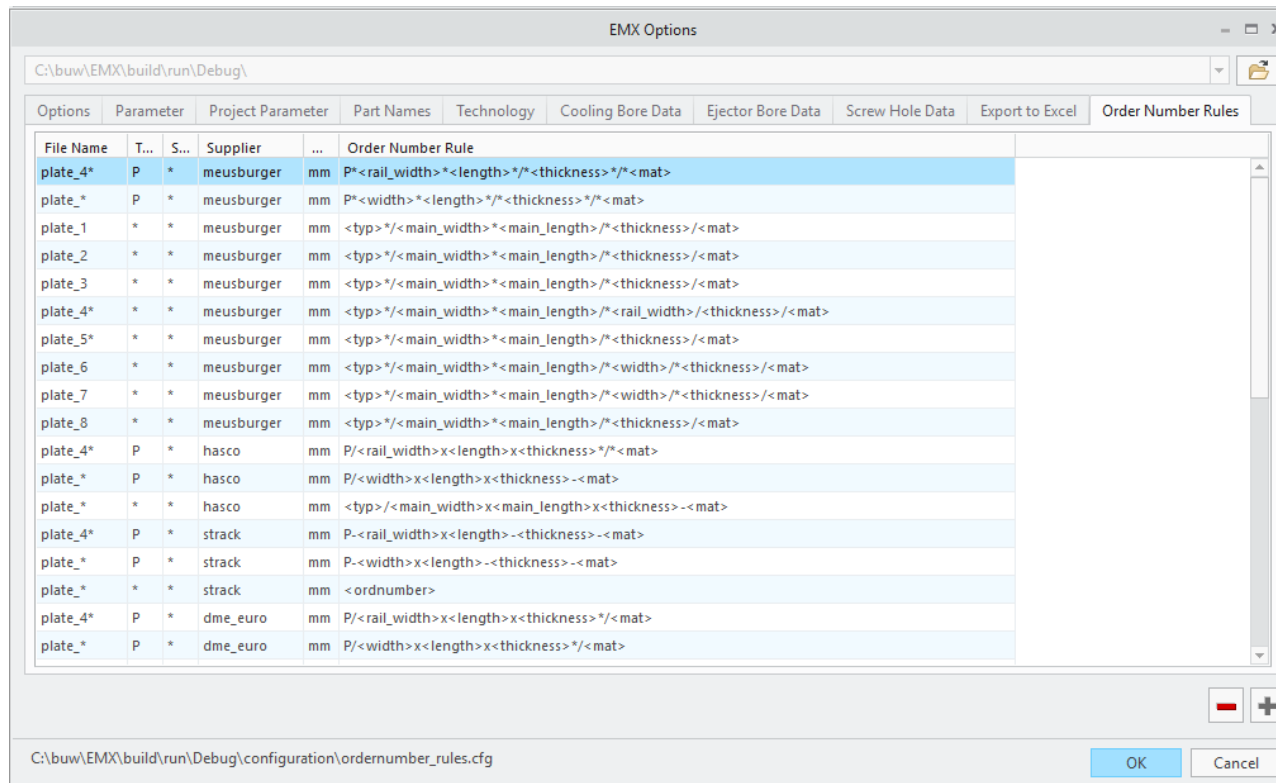 EMX Options
C:\buw\EMX\build\run\Debug\
Options Parameter Project Parameter Part Names Technology Cooling Bore Data Ejector Bore Data Screw Hole Data Export to Excel Order Number Rules
File Name T... S... Supplier ... Order Number Rule
plate_4* P * meusburger mm P*<rail_width>*<length>*/*<thickness>*/*<mat>
plate_* P * meusburger mm P*<width>*<length>*/*<thickness>*/*<mat>
plate_1 * * meusburger mm <typ>*/<main_width>*<main_length>/*<thickness>/<mat>
plate_2 * * meusburger mm <typ>*/<main_width>*<main_length>/*<thickness>/<mat>
plate_3 * * meusburger mm <typ>*/<main_width>*<main_length>/*<thickness>/<mat>
plate_4* * * meusburger mm <typ>*/<main_width>*<main_length>/*<rail_width>/<thickness>/<mat>
plate_5* * * meusburger mm <typ>*/<main_width>*<main_length>/*<thickness>/<mat>
plate_6 * * meusburger mm <typ>*/<main_width>*<main_length>/*<width>/*<thickness>/<mat>
plate_7 * * meusburger mm <typ>*/<main_width>*<main_length>/*<width>/*<thickness>/<mat>
plate_8 * * meusburger mm <typ>*/<main_width>*<main_length>/*<thickness>/<mat>
plate_4* P * hasco mm P/<rail_width>x<length>x<thickness>*/*<mat>
plate_* P * hasco mm P/<width>x<length>x<thickness>-<mat>
plate_* * * hasco mm <typ>/<main_width>x<main_length>x<thickness>-<mat>
plate_4* P * strack mm P-<rail_width>x<length>-<thickness>-<mat>
plate_* P * strack mm P-<width>x<length>-<thickness>-<mat>
plate_* * * strack mm <ordnumber>
plate_4* P * dme_euro mm P/<rail_width>x<length>x<thickness>*/<mat>
plate_* P * dme_euro mm P/<width>x<length>x<thickness>*/<mat>
C:\buw\EMX\build\run\Debug\configuration\ordernumber_rules.cfg
OK Cancel